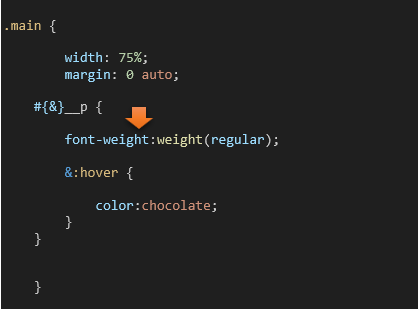 .main {
width: 75%;
margin: 0 auto;
#{&}__p {
font-weight:weight(regular);
&:hover {
color:chocolate;
}
}
}